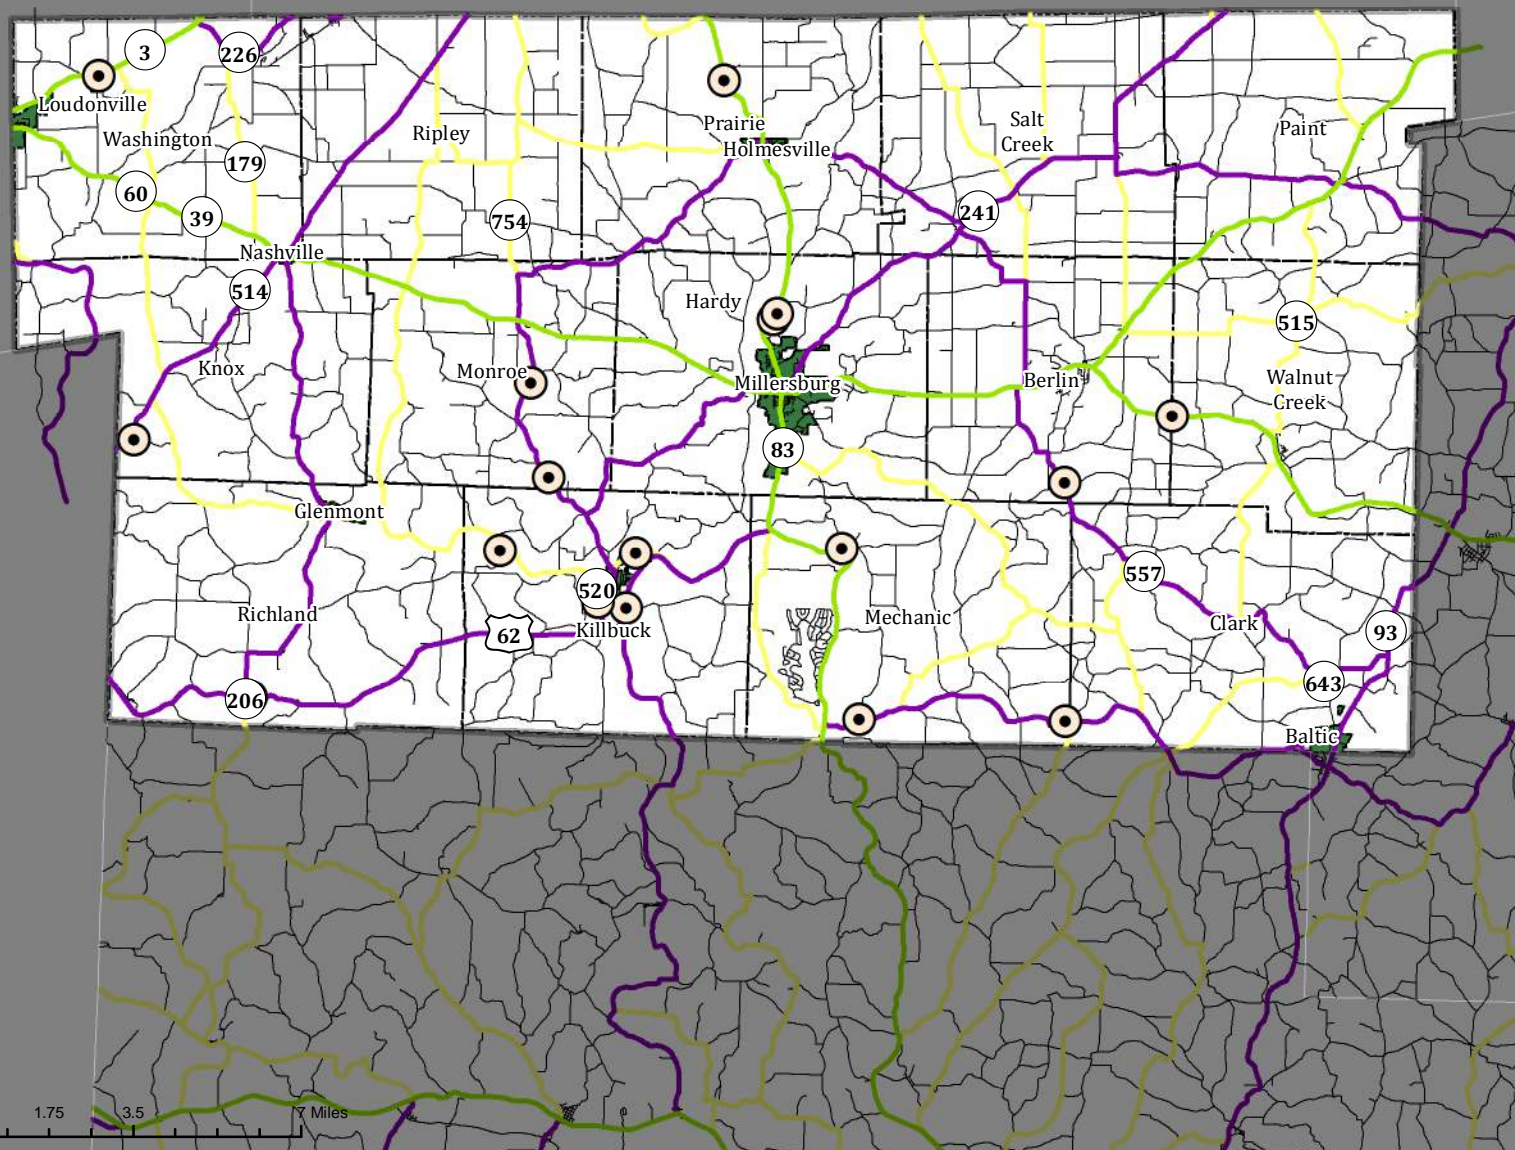 3
226
Loudonville
Washington
Ripley
Prairie
Holmesville
Salt
Creek
Paint
179
60
39
754
241
Nashville
514
Hardy
515
Knox
Monroe
Millersburg
Berlin
Walnut
Creek
83
Glenmont
557
520
Richland
Killbuck
62
Mechanic
Clark
93
206
643
Baltic
1.75 3.5 7 Miles